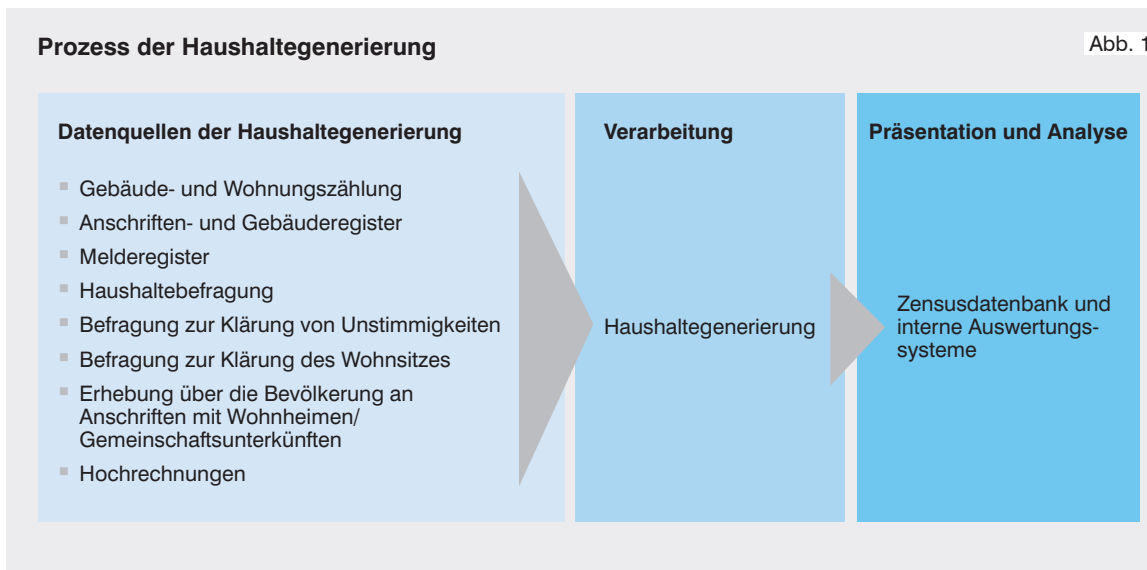 Prozess der Haushaltegenerierung
Abb. 1
Datenquellen der Haushaltegenerierung
Gebäude- und Wohnungszählung
Anschriften- und Gebäuderegister
Melderegister
Haushaltebefragung
Befragung zur Klärung von Unstimmigkeiten
Befragung zur Klärung des Wohnsitzes
Erhebung über die Bevölkerung an
Anschriften mit Wohnheimen/
Gemeinschaftsunterkünften
Hochrechnungen
Verarbeitung
Haushaltegenerierung
Präsentation und Analyse
Zensusdatenbank und
interne Auswertungs-
systeme